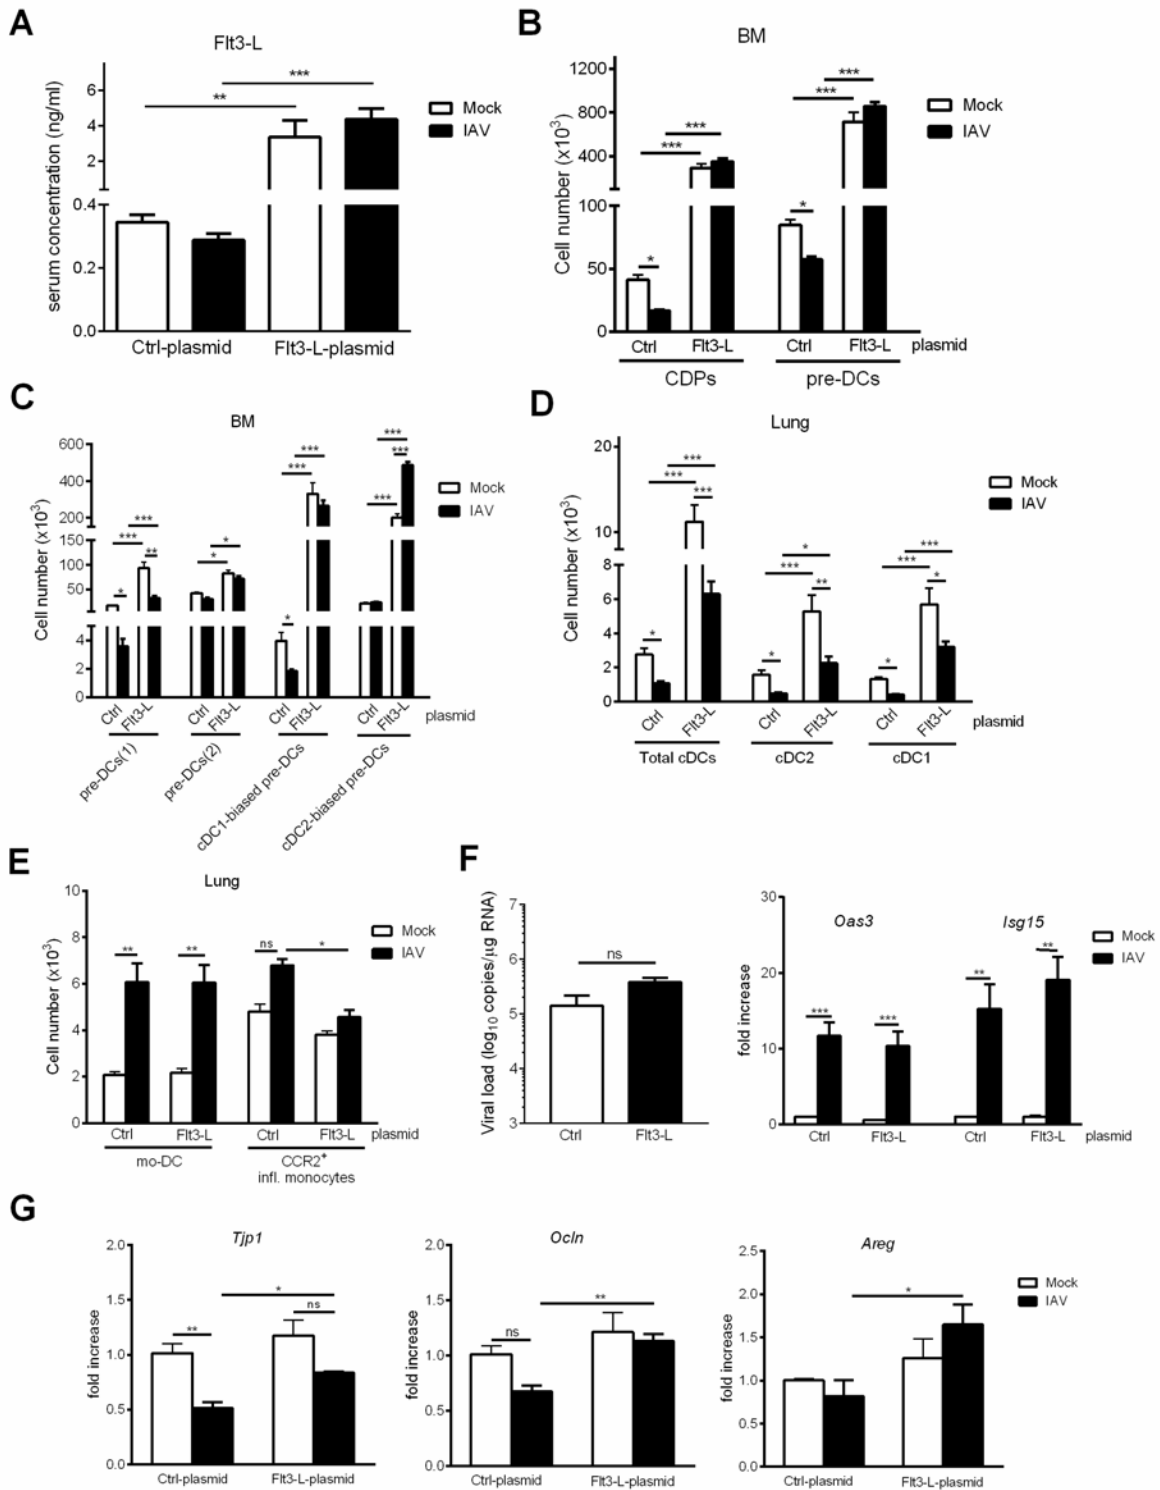 A
Flt3-L
serum concentration (ng/ml)
6
4
2
0.4
0.2
0.0
**
***
Mock
IAV
Ctrl-plasmid
Flt3-L-plasmid
B
BM
Cell number (x10³)
1200
800
400
100
50
0
*
***
***
*
***
***
Mock
IAV
Ctrl
Flt3-L
Ctrl
Flt3-L
plasmid
CDPs
pre-DCs
C
BM
Cell number (x10³)
600
400
200
150
100
50
4
2
0
*
***
***
**
*
*
*
***
***
***
***
***
Mock
IAV
Ctrl
Flt3-L
Ctrl
Flt3-L
Ctrl
Flt3-L
Ctrl
Flt3-L
plasmid
pre-DCs(1)
pre-DCs(2)
cDC1-biased pre-DCs
cDC2-biased pre-DCs
D
Lung
Cell number (x10³)
20
10
8
6
4
2
0
*
***
***
***
*
***
*
**
*
***
***
*
Mock
IAV
Ctrl
Flt3-L
Ctrl
Flt3-L
Ctrl
Flt3-L
plasmid
Total cDCs
cDC2
cDC1
E
Lung
Cell number (x10³)
10
8
6
4
2
0
**
**
ns
*
Mock
IAV
Ctrl
Flt3-L
Ctrl
Flt3-L
plasmid
mo-DC
CCR2⁺
infl. monocytes
F
Viral load (log₁₀ copies/µg RNA)
7
6
5
4
3
ns
Ctrl
Flt3-L
fold increase
30
20
10
0
Oas3
Isg15
***
***
**
**
Mock
IAV
Ctrl
Flt3-L
Ctrl
Flt3-L
plasmid
G
Tjp1
fold increase
2.0
1.5
1.0
0.5
0.0
**
*
ns
Ctrl-plasmid
Flt3-L-plasmid
Ocln
fold increase
2.0
1.5
1.0
0.5
0.0
ns
**
Ctrl-plasmid
Flt3-L-plasmid
Areg
fold increase
2.5
2.0
1.5
1.0
0.5
0.0
*
Mock
IAV
Ctrl-plasmid
Flt3-L-plasmid